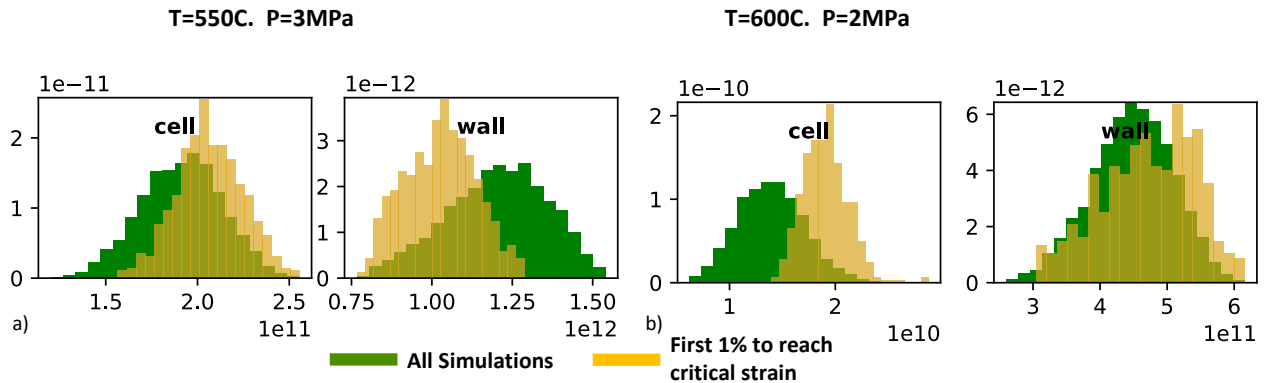 T=550C.  P=3MPa
T=600C.  P=2MPa
1e−11
cell
2
1
0
1.5
2.0
2.5
1e11
a)
1e−12
wall
3
2
1
0
0.75
1.00
1.25
1.50
1e12
1e−10
cell
2
1
0
1
2
1e10
b)
1e−12
wall
6
4
2
0
3
4
5
6
1e11
All Simulations
First 1% to reach
critical strain